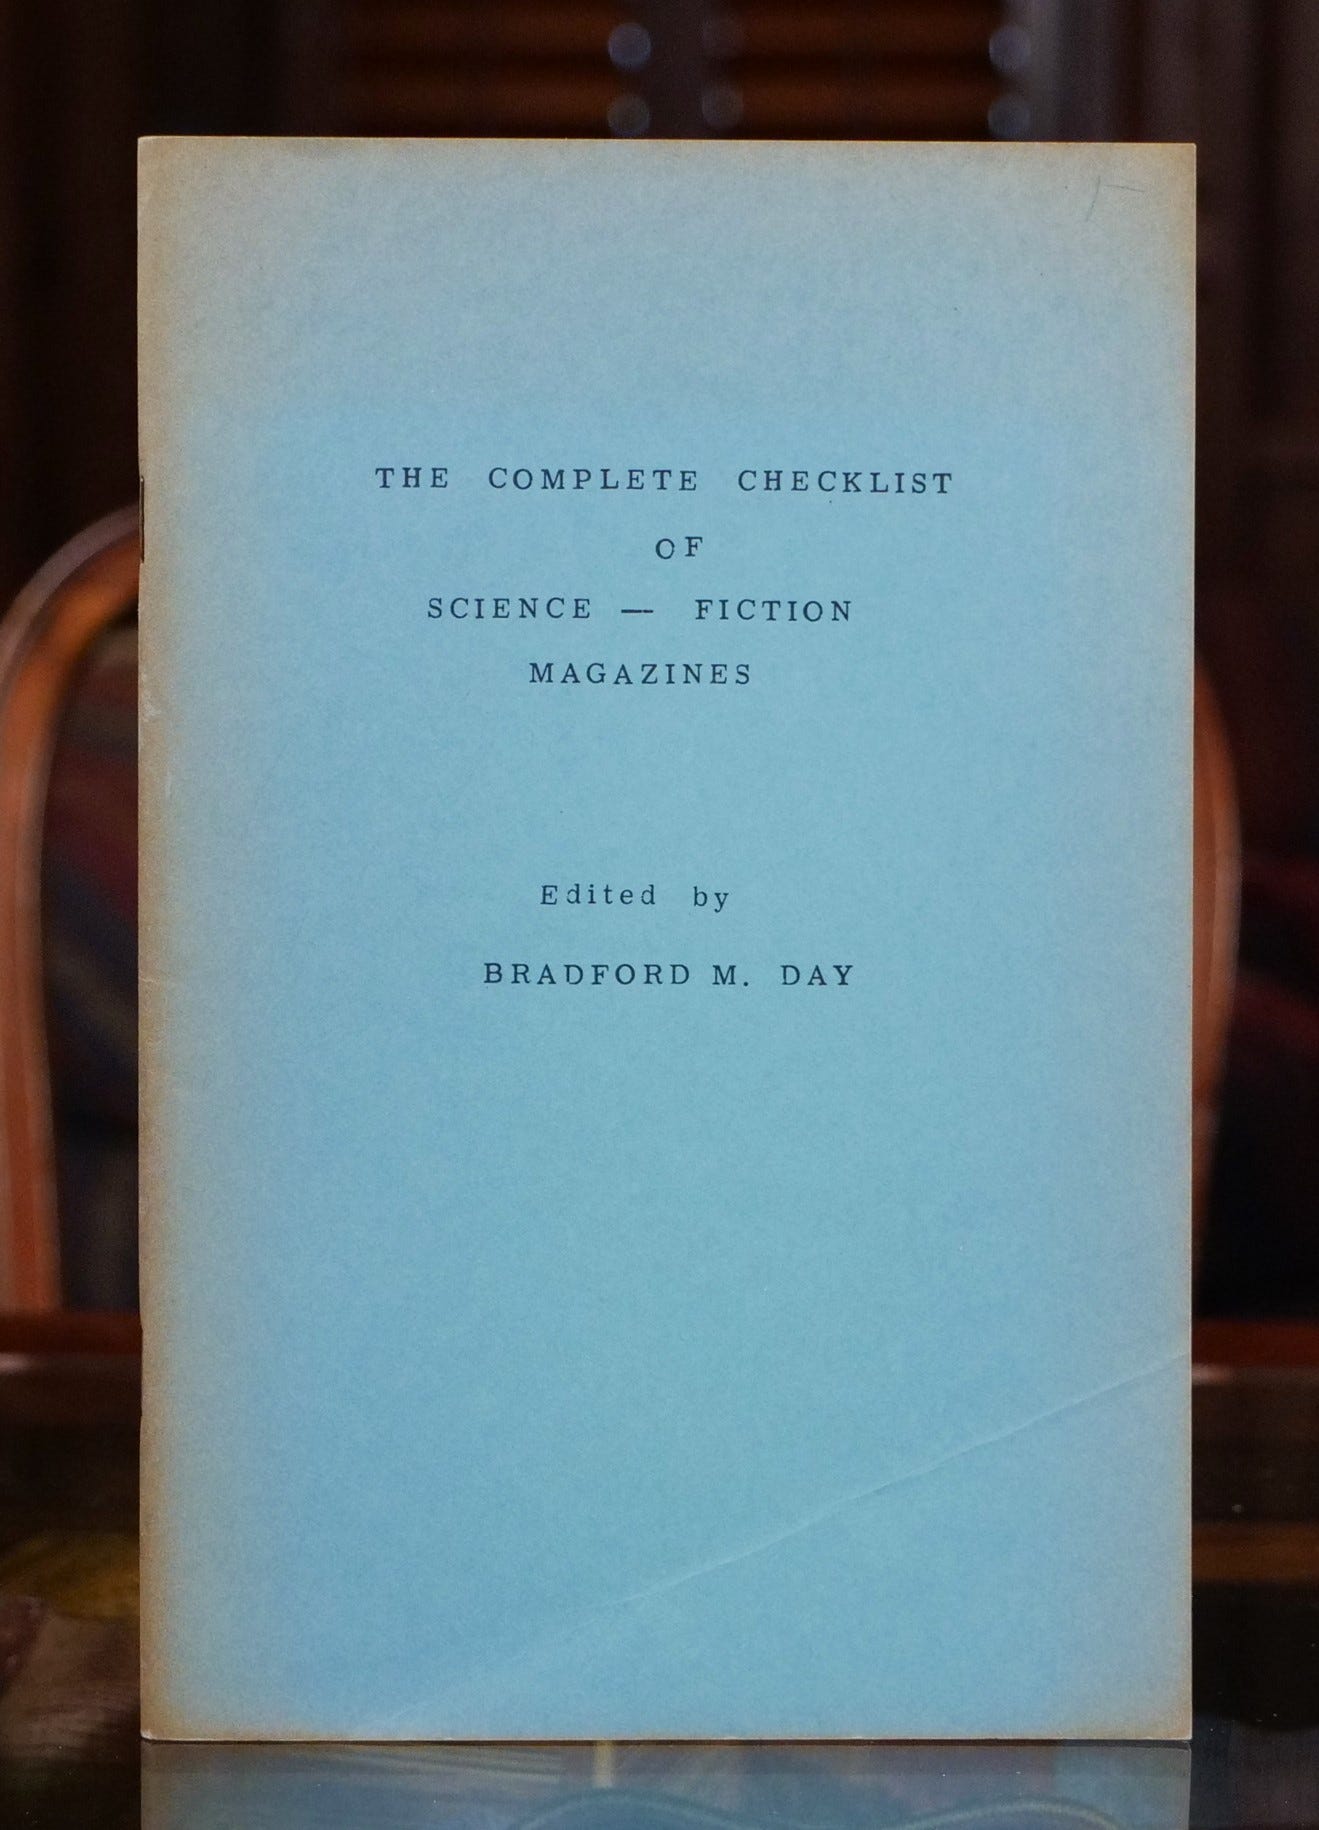 THE COMPLETE CHECKLIST
OF
SCIENCE — FICTION
MAGAZINES
Edited by
BRADFORD M. DAY